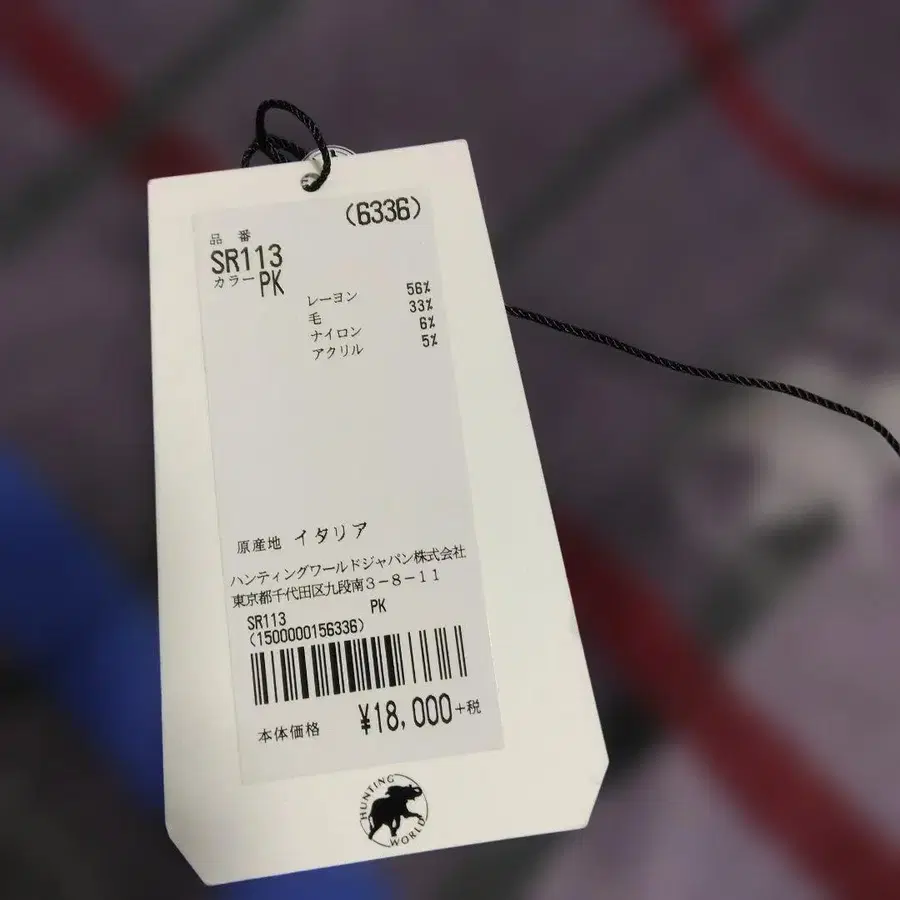 (6336)
品 番
SR113
カラー PK
レーヨン 56%
毛 33%
ナイロン 6%
アクリル 5%
原産地 イタリア
ハンティングワールドジャパン株式会社
東京都千代田区九段南3-8-11
SR113 PK
(1500000156336)
本体価格 ¥18,000+税
HUNTING
WORLD